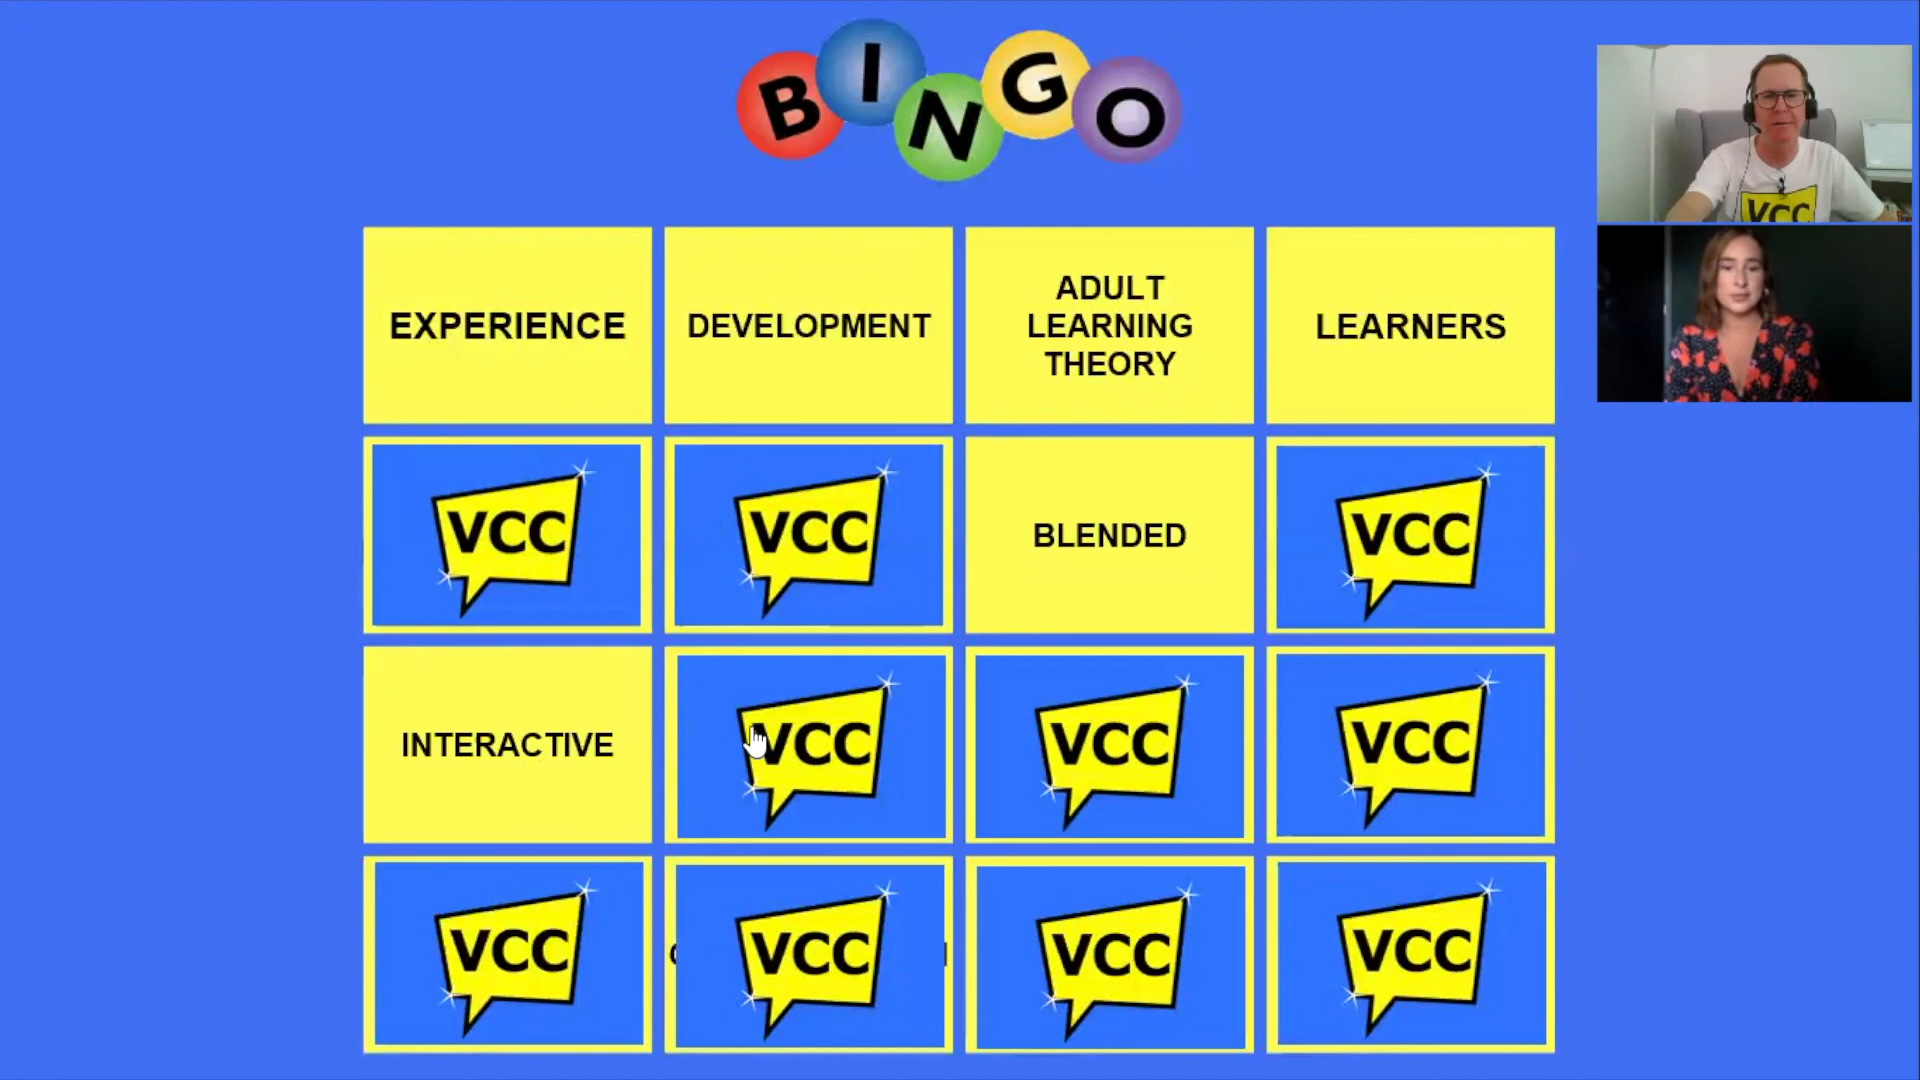 BINGO
EXPERIENCE
DEVELOPMENT
ADULT
LEARNING
THEORY
LEARNERS
VCC
VCC
BLENDED
VCC
INTERACTIVE
VCC
VCC
VCC
VCC
VCC
VCC
VCC
VCC